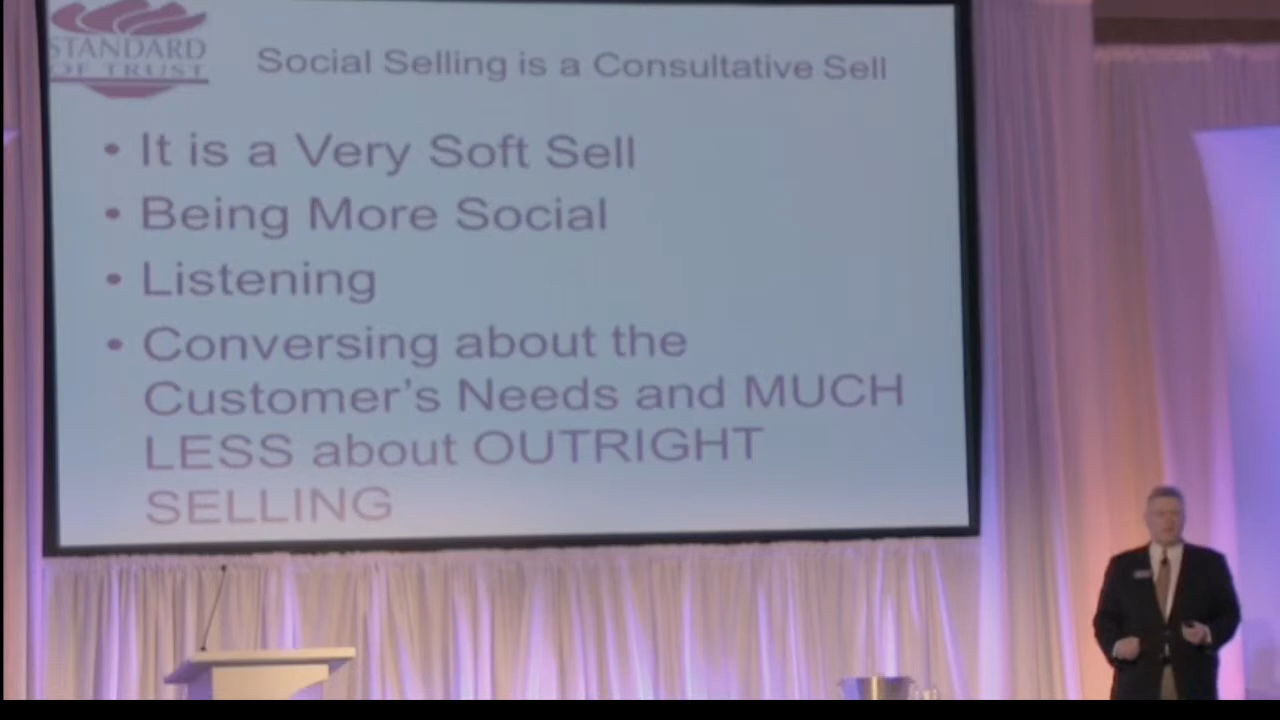 STANDARD
OF TRUST
Social Selling is a Consultative Sell
• It is a Very Soft Sell
• Being More Social
• Listening
• Conversing about the
Customer's Needs and MUCH
LESS about OUTRIGHT
SELLING